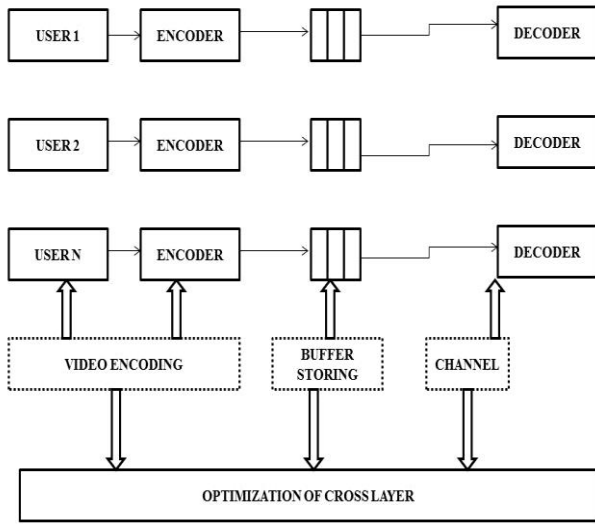 USER 1
ENCODER
DECODER
USER 2
ENCODER
DECODER
USER N
ENCODER
DECODER
VIDEO ENCODING
BUFFER
STORING
CHANNEL
OPTIMIZATION OF CROSS LAYER